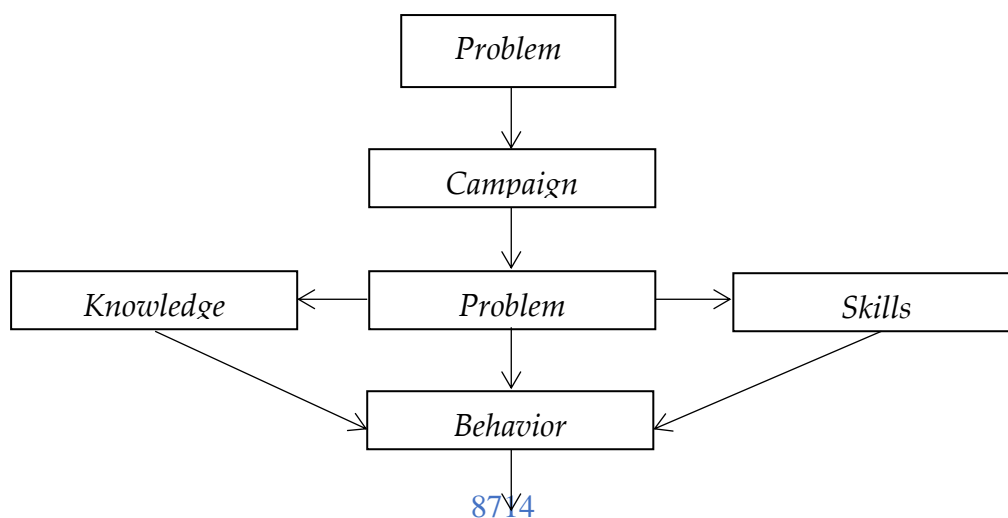 Problem
Campaign
Knowledge
Problem
Skills
Behavior
8714